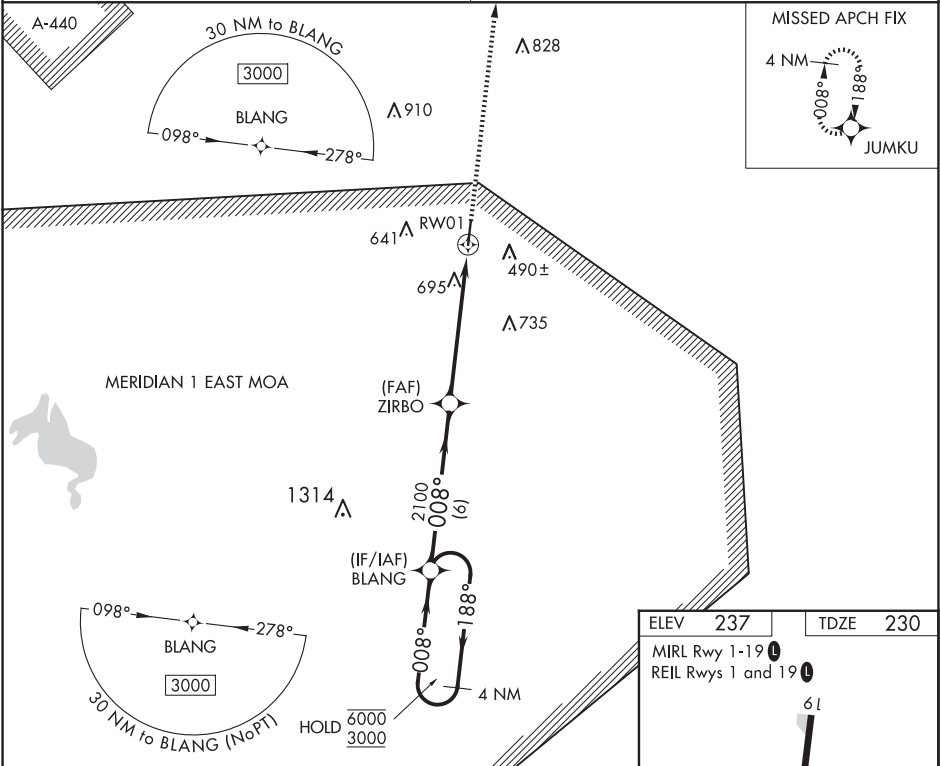 A-440
30 NM to BLANG
3000
BLANG
098°
278°
828
910
MISSED APCH FIX
4 NM
008°
188°
JUMKU
641
RW01
490±
695
735
MERIDIAN 1 EAST MOA
(FAF)
ZIRBO
1314
2100
008°
(6)
(IF/IAF)
BLANG
008°
188°
4 NM
HOLD
6000
3000
098°
278°
BLANG
3000
30 NM to BLANG (NoPT)
ELEV 237
TDZE 230
MIRL Rwy 1-19 L
REIL Rwys 1 and 19 L
19